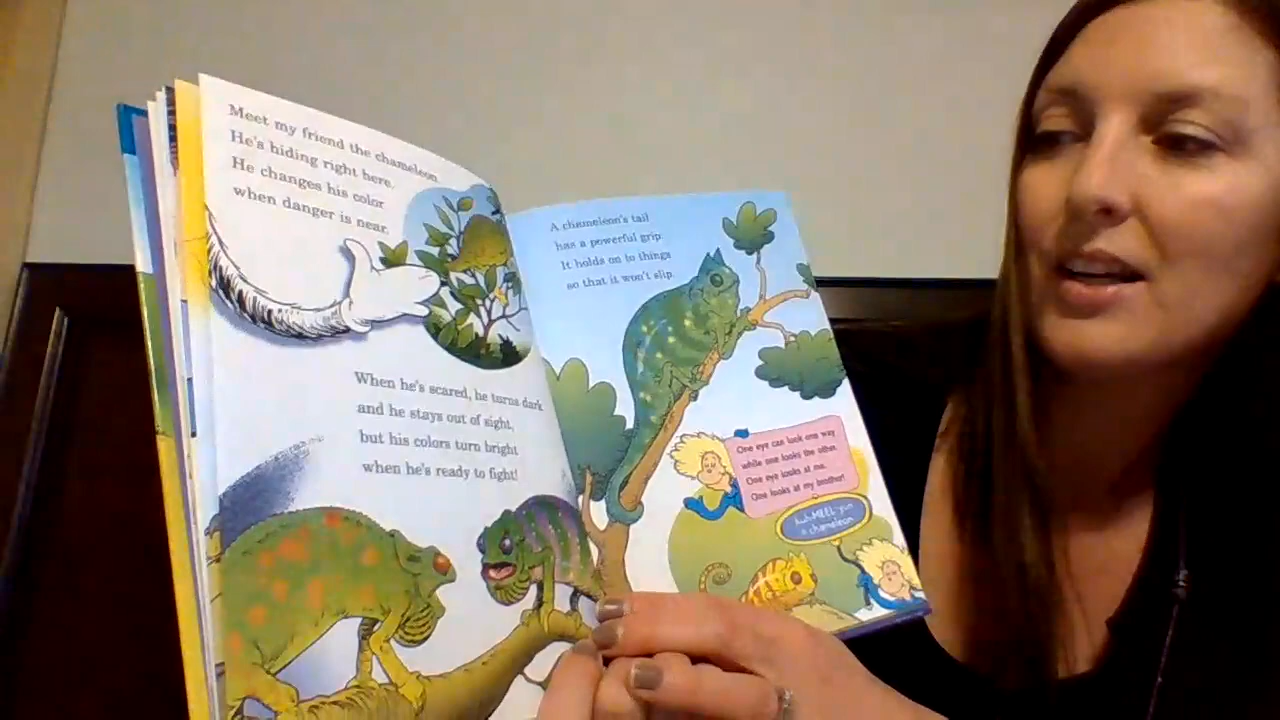 Meet my friend the chameleon.
He's hiding right here.
He changes his color
when danger is near.
When he's scared, he turns dark
and he stays out of sight,
but his colors turn bright
when he's ready to fight!
A chameleon's tail
has a powerful grip.
It holds on to things
so that it won't slip.
One eye can look one way
while one looks the other.
One eye looks at me.
One looks at my brother!
kuh-MEEL-yun
a chameleon